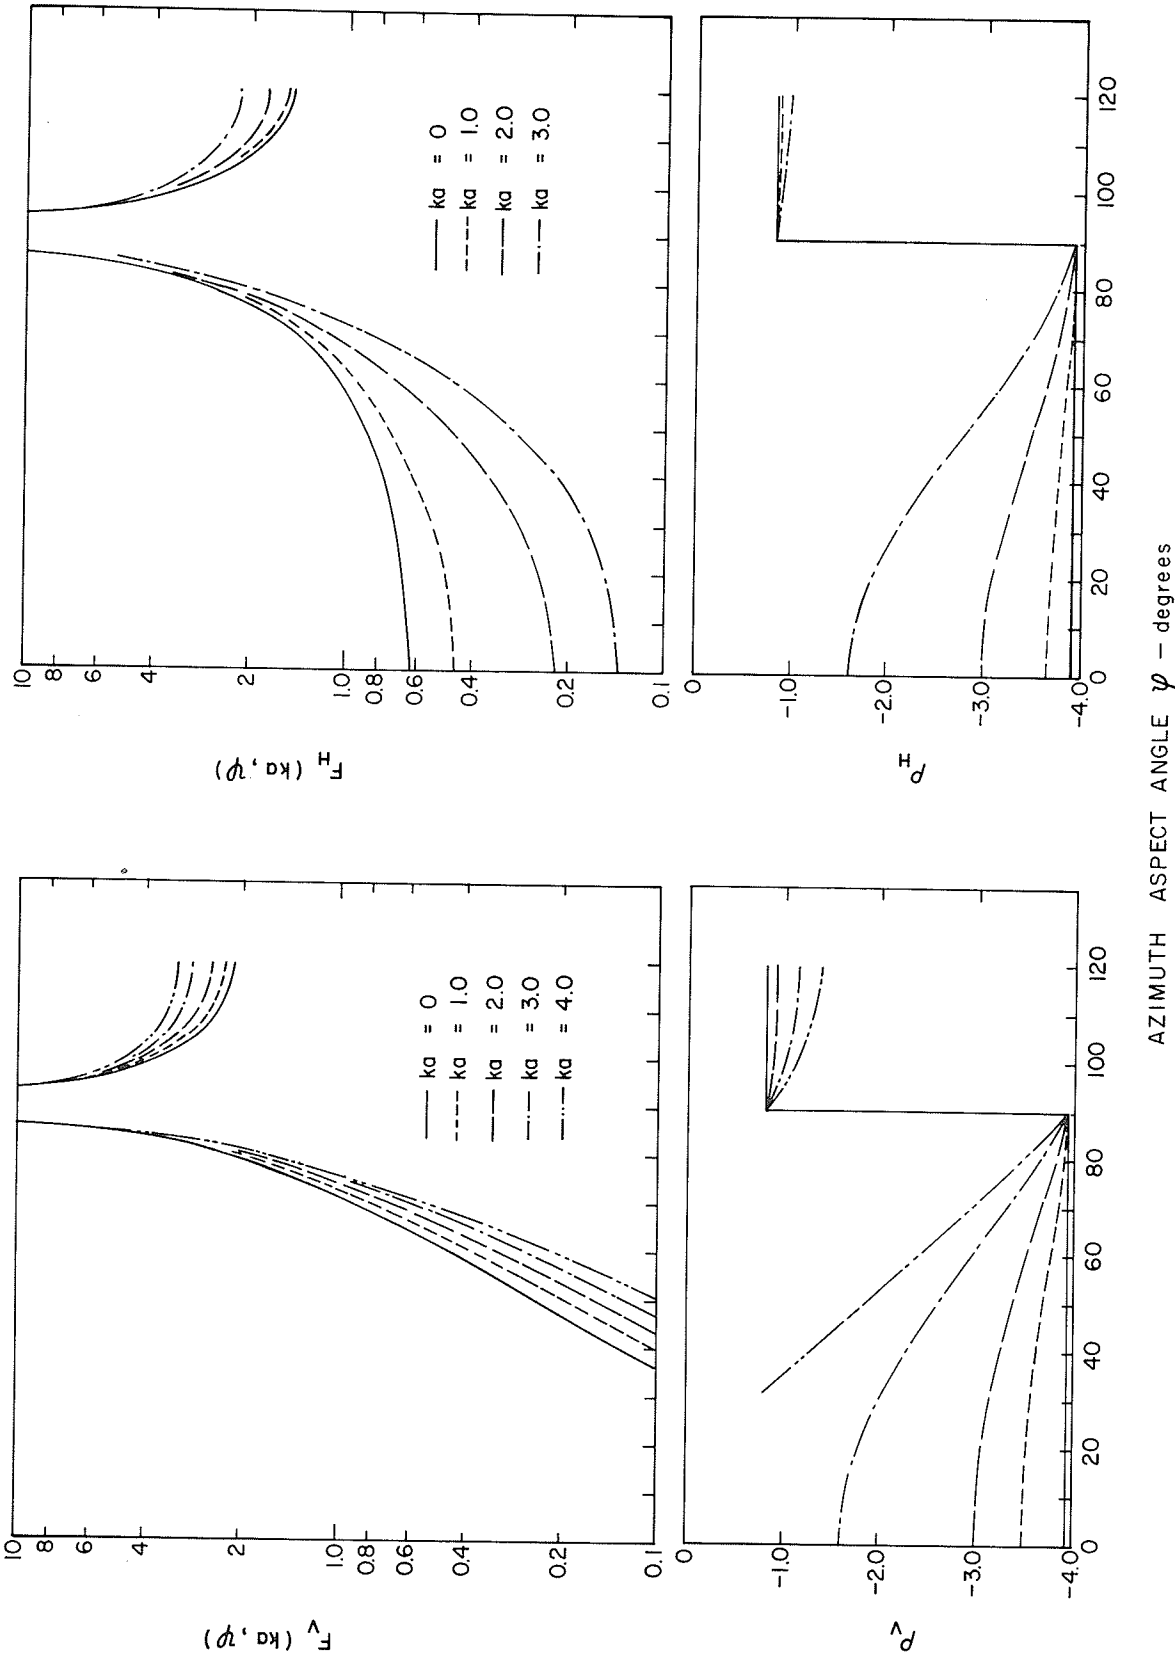 10
8
6
4
2
1.0
0.8
0.6
0.4
0.2
0.1
F_V (ka, ψ)
ka = 0
ka = 1.0
ka = 2.0
ka = 3.0
ka = 4.0
10
8
6
4
2
1.0
0.8
0.6
0.4
0.2
0.1
F_H (ka, ψ)
ka = 0
ka = 1.0
ka = 2.0
ka = 3.0
0
-1.0
-2.0
-3.0
-4.0
ρ_V
0 20 40 60 80 100 120
0
-1.0
-2.0
-3.0
-4.0
ρ_H
0 20 40 60 80 100 120
AZIMUTH ASPECT ANGLE ψ — degrees